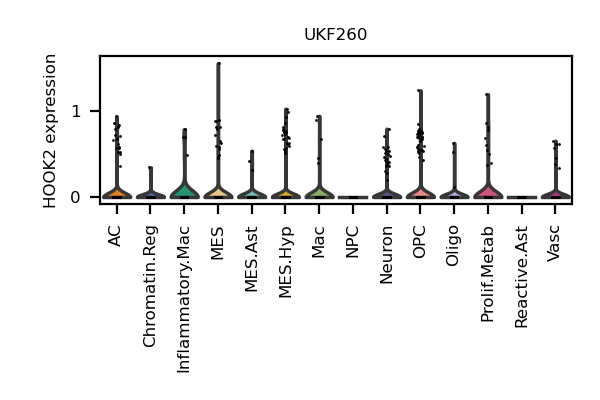 UKF260
HOOK2 expression
1
0
AC
Chromatin.Reg
Inflammatory.Mac
MES
MES.Ast
MES.Hyp
Mac
NPC
Neuron
OPC
Oligo
Prolif.Metab
Reactive.Ast
Vasc